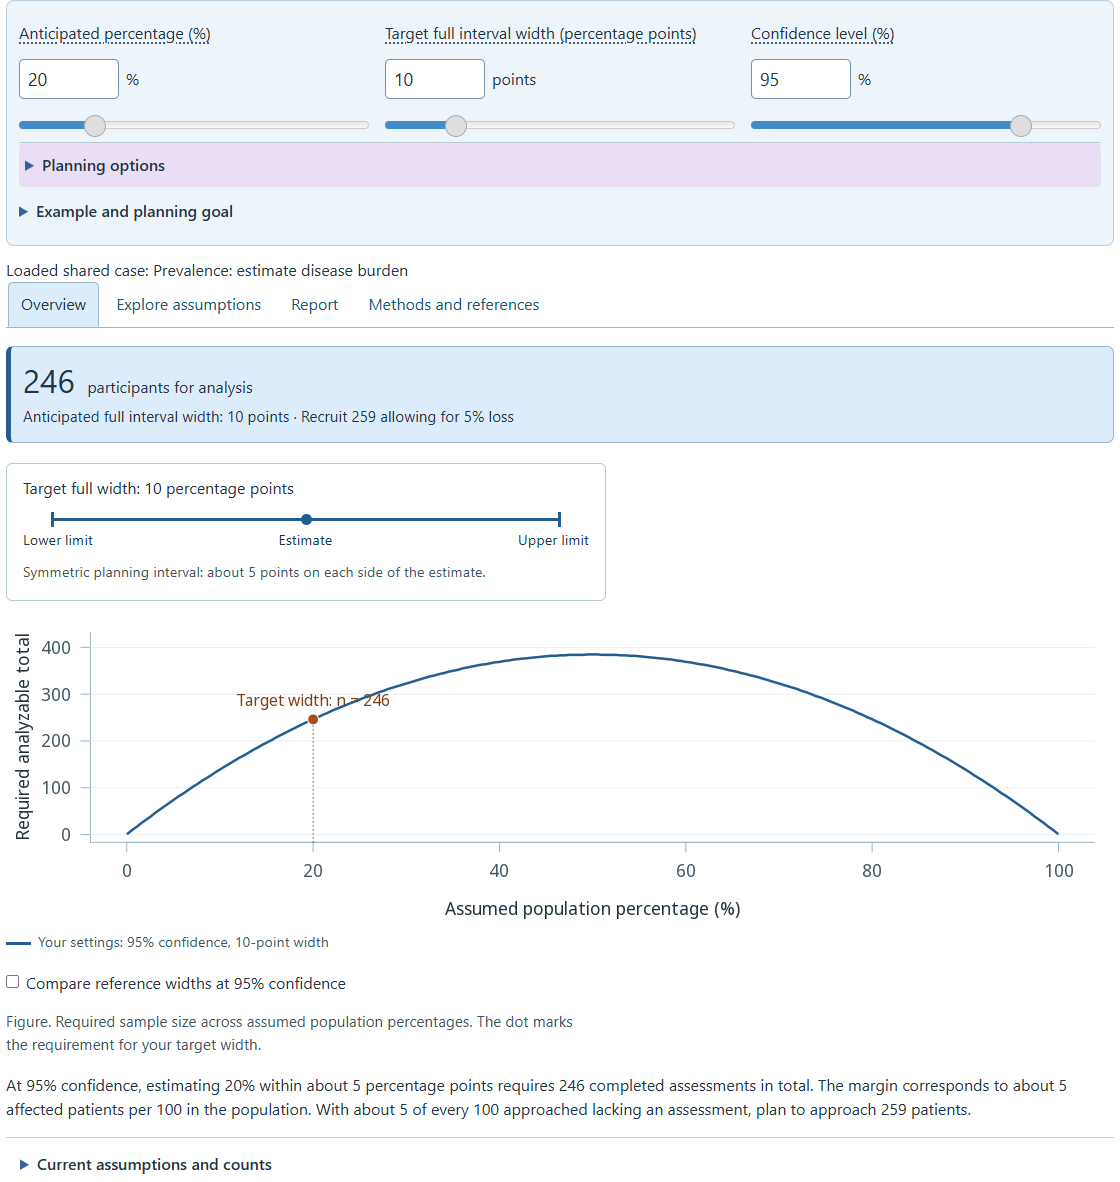 Anticipated percentage (%) Target full interval width (percentage points) Confidence level (%)
20 % 10 points 95 %
Planning options
Example and planning goal
Loaded shared case: Prevalence: estimate disease burden
Overview Explore assumptions Report Methods and references
246 participants for analysis
Anticipated full interval width: 10 points · Recruit 259 allowing for 5% loss
Target full width: 10 percentage points
Lower limit Estimate Upper limit
Symmetric planning interval: about 5 points on each side of the estimate.
Required analyzable total
400
300
200
100
0
Target width: n = 246
0 20 40 60 80 100
Assumed population percentage (%)
Your settings: 95% confidence, 10-point width
Compare reference widths at 95% confidence
Figure. Required sample size across assumed population percentages. The dot marks
the requirement for your target width.
At 95% confidence, estimating 20% within about 5 percentage points requires 246 completed assessments in total. The margin corresponds to about 5
affected patients per 100 in the population. With about 5 of every 100 approached lacking an assessment, plan to approach 259 patients.
Current assumptions and counts